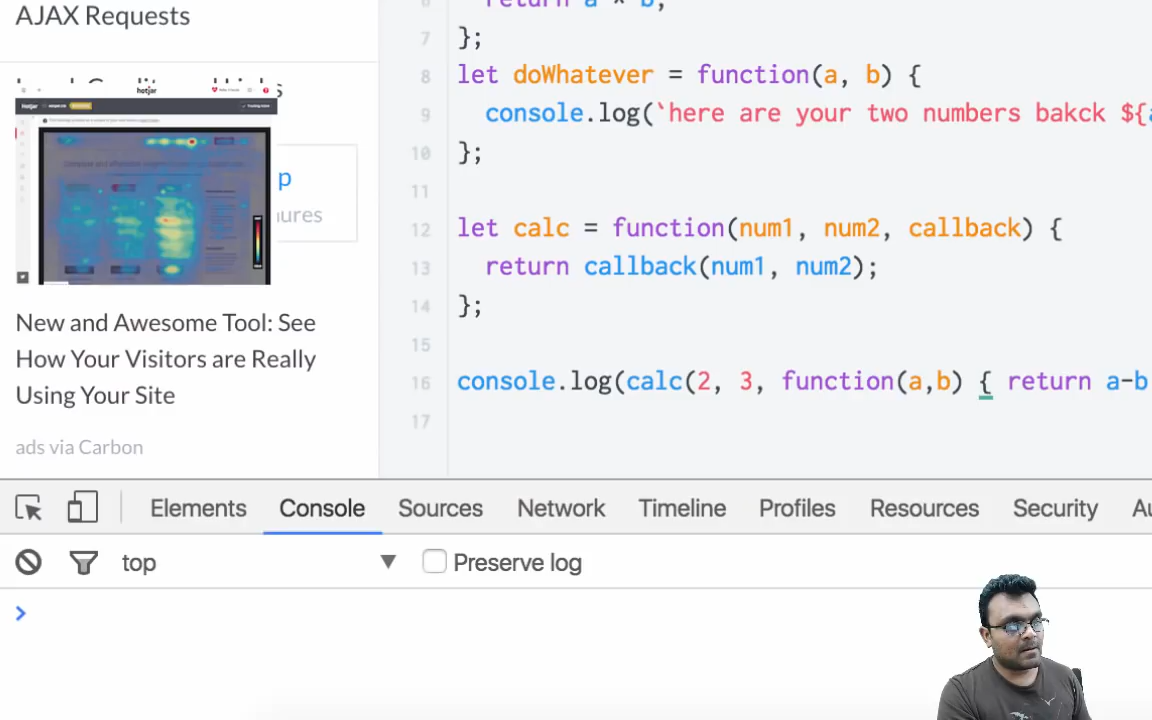 AJAX Requests
hotjar
p
ures
New and Awesome Tool: See
How Your Visitors are Really
Using Your Site
ads via Carbon
return a * b;
7 };
8 let doWhatever = function(a, b) {
9 console.log(`here are your two numbers bakck ${a
10 };
11
12 let calc = function(num1, num2, callback) {
13 return callback(num1, num2);
14 };
15
16 console.log(calc(2, 3, function(a,b) { return a-b
17
Elements Console Sources Network Timeline Profiles Resources Security Au
top ▼ Preserve log
>